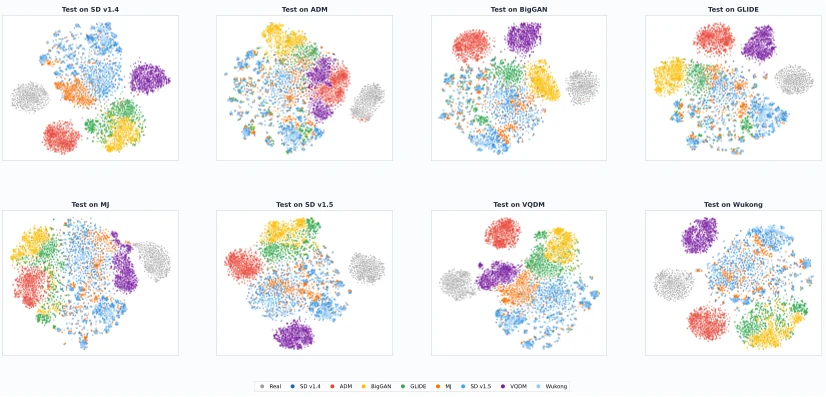 Test on SD v1.4
Test on ADM
Test on BigGAN
Test on GLIDE
Test on MJ
Test on SD v1.5
Test on VQDM
Test on Wukong
Real SD v1.4 ADM BigGAN GLIDE MJ SD v1.5 VQDM Wukong